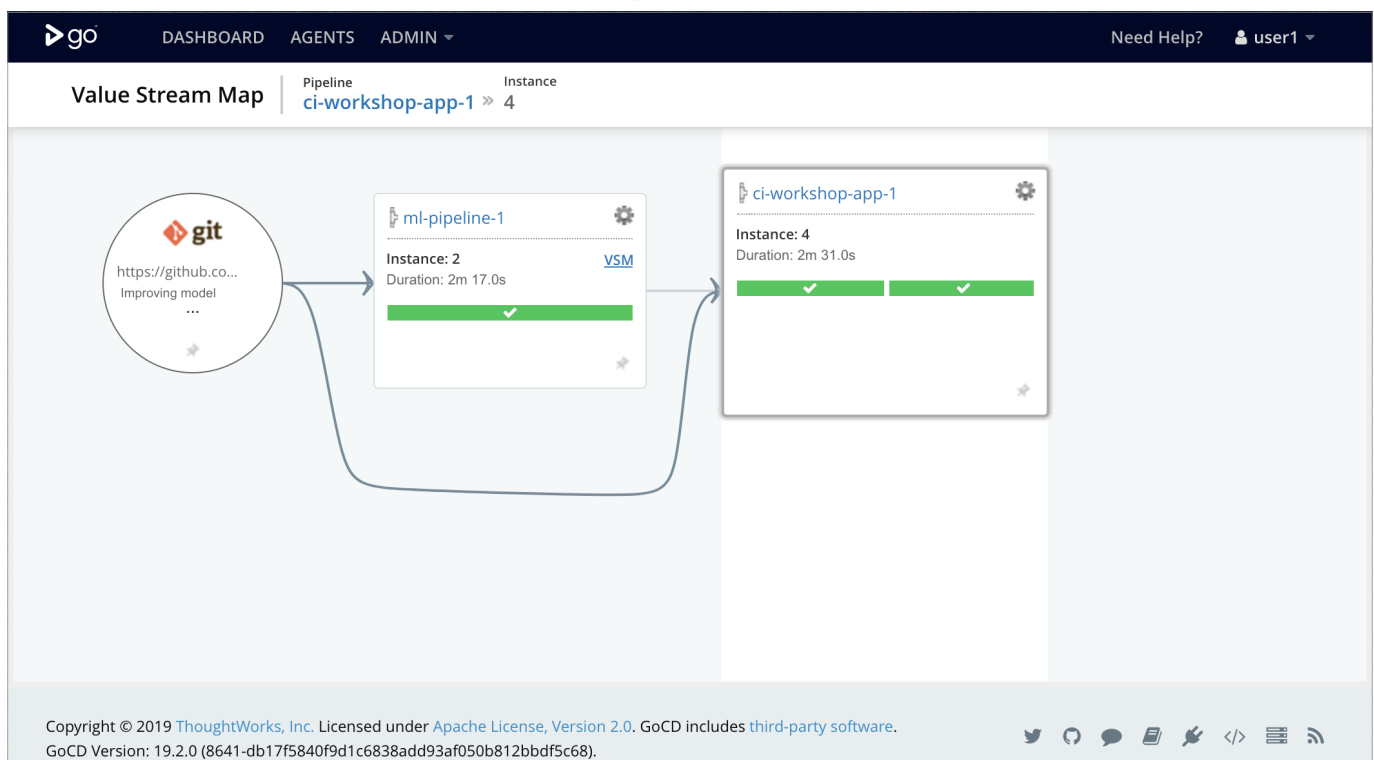 go DASHBOARD AGENTS ADMIN Need Help? user1
Value Stream Map
Pipeline Instance
ci-workshop-app-1 » 4
git
https://github.co...
Improving model
...
ml-pipeline-1
Instance: 2 VSM
Duration: 2m 17.0s
ci-workshop-app-1
Instance: 4
Duration: 2m 31.0s
Copyright © 2019 ThoughtWorks, Inc. Licensed under Apache License, Version 2.0. GoCD includes third-party software.
GoCD Version: 19.2.0 (8641-db17f5840f9d1c6838add93af050b812bbdf5c68).